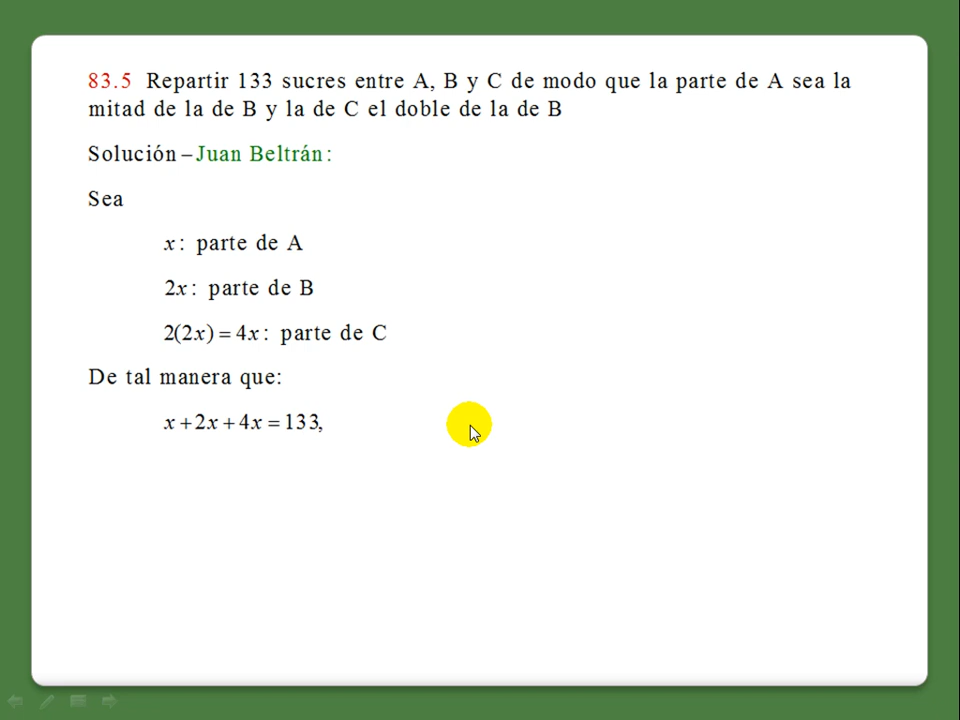 83.5 Repartir 133 sucres entre A, B y C de modo que la parte de A sea la
mitad de la de B y la de C el doble de la de B
Solución – Juan Beltrán:
Sea
x: parte de A
2x: parte de B
2(2x) = 4x: parte de C
De tal manera que:
x + 2x + 4x = 133,